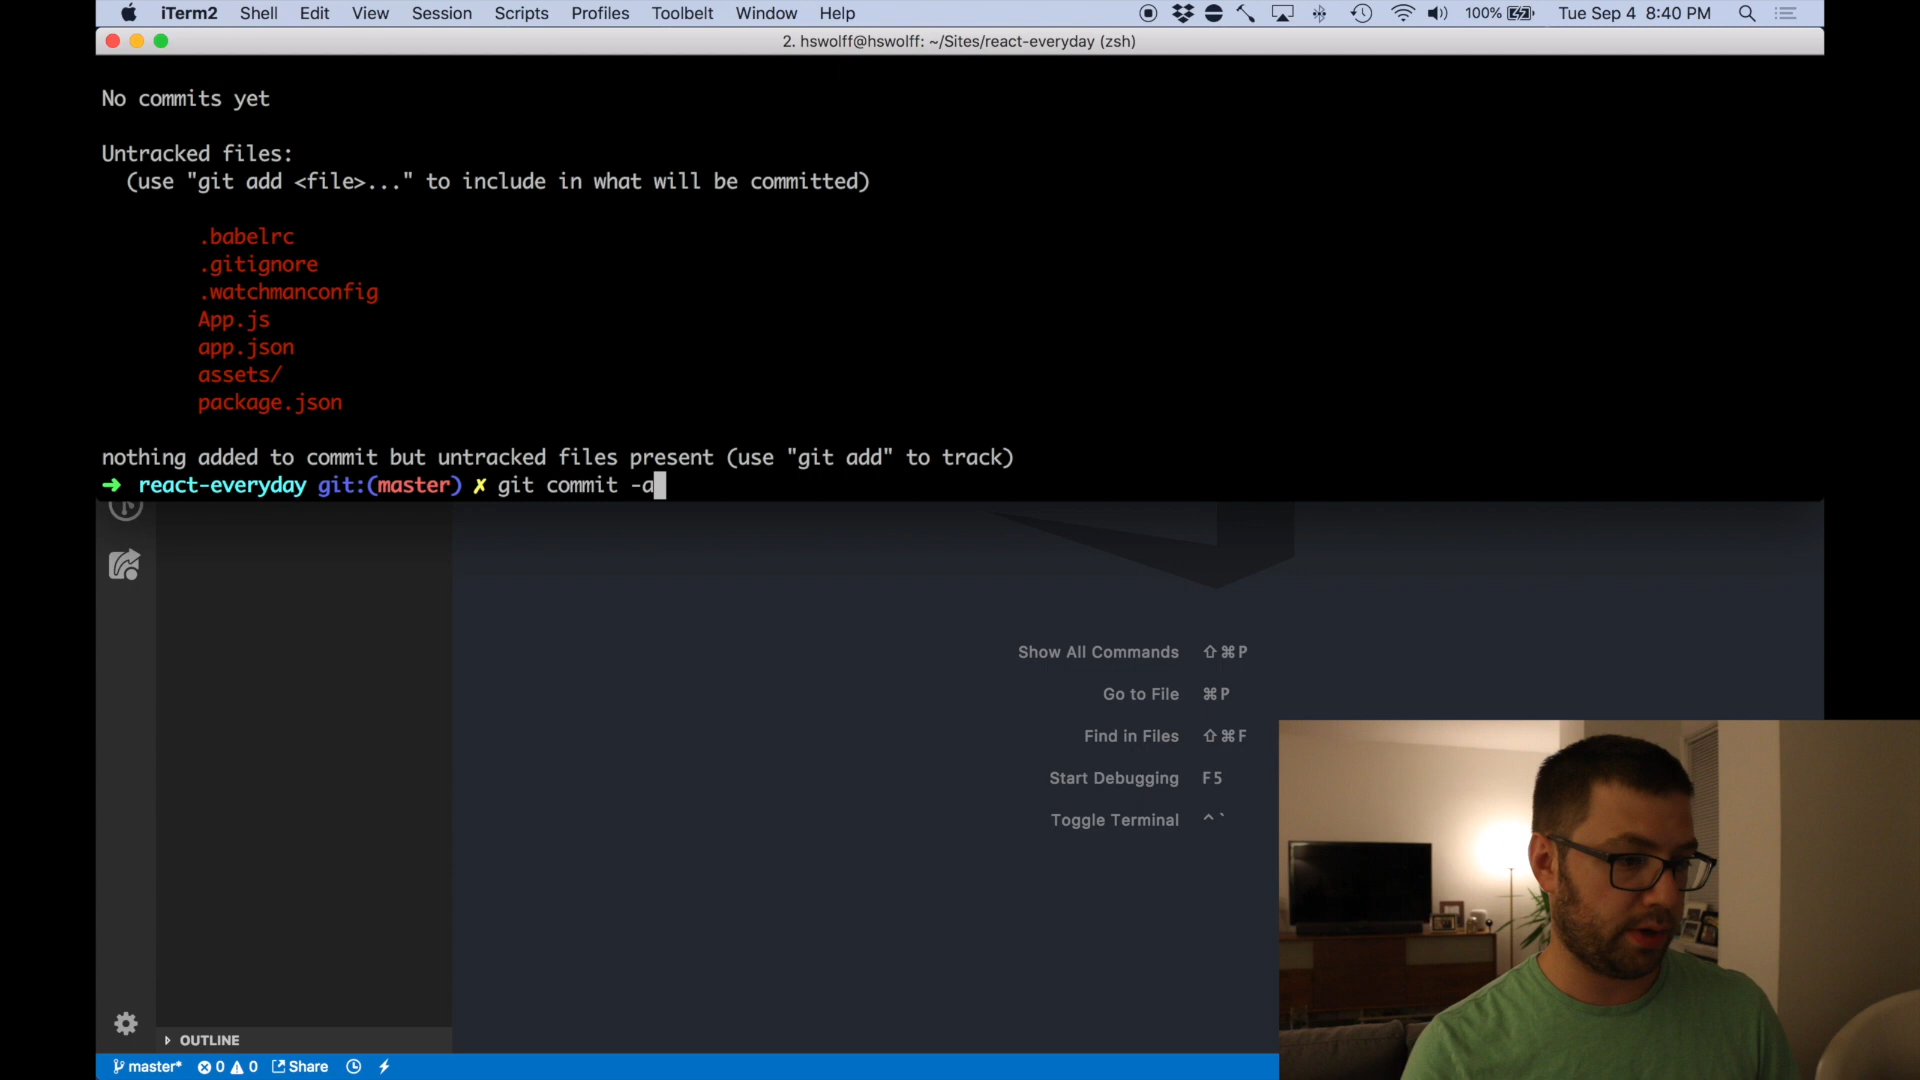 iTerm2 Shell Edit View Session Scripts Profiles Toolbelt Window Help 100% Tue Sep 4 8:40 PM
2. hswolff@hswolff: ~/Sites/react-everyday (zsh)
No commits yet
Untracked files:
(use "git add <file>..." to include in what will be committed)
.babelrc
.gitignore
.watchmanconfig
App.js
app.json
assets/
package.json
nothing added to commit but untracked files present (use "git add" to track)
➜ react-everyday git:(master) ✗ git commit -a
Show All Commands ⇧⌘P
Go to File ⌘P
Find in Files ⇧⌘F
Start Debugging F5
Toggle Terminal ^`
OUTLINE
master* 0 0 Share